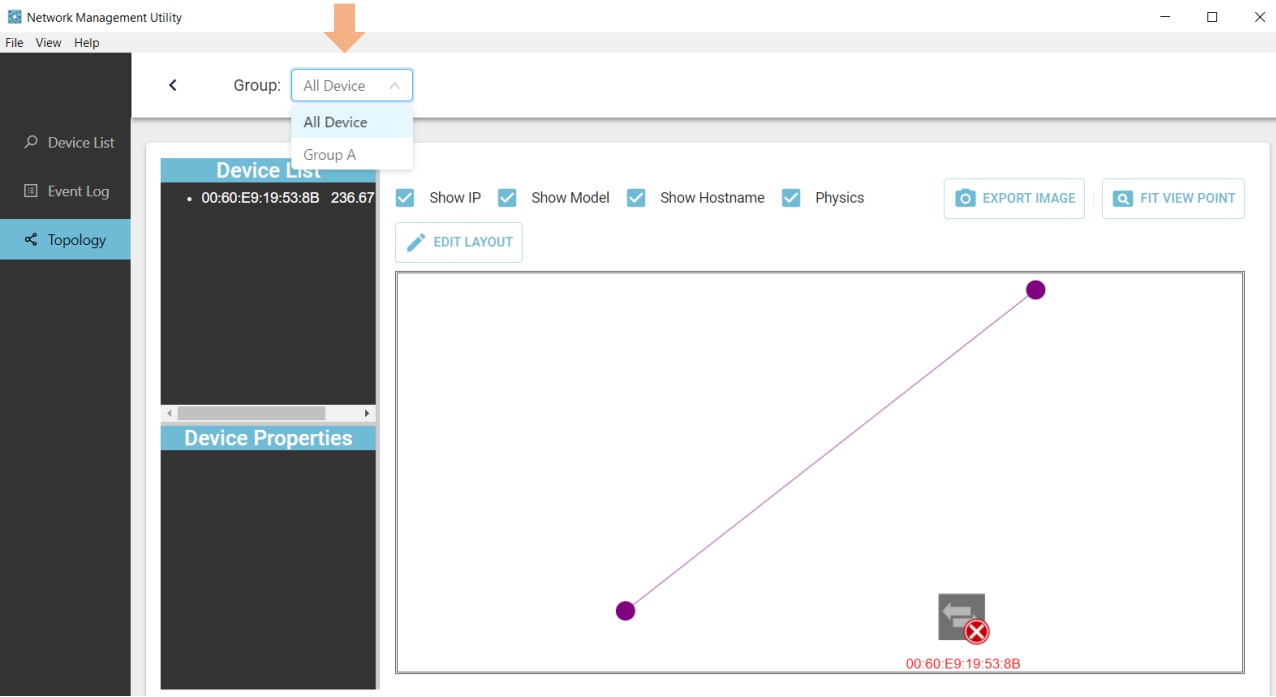 Network Management Utility
File View Help
Group: All Device
All Device
Group A
Device List
Event Log
Topology
Device List
00:60:E9:19:53:8B 236.67
Device Properties
Show IP Show Model Show Hostname Physics
EXPORT IMAGE FIT VIEW POINT
EDIT LAYOUT
00:60:E9:19:53:8B